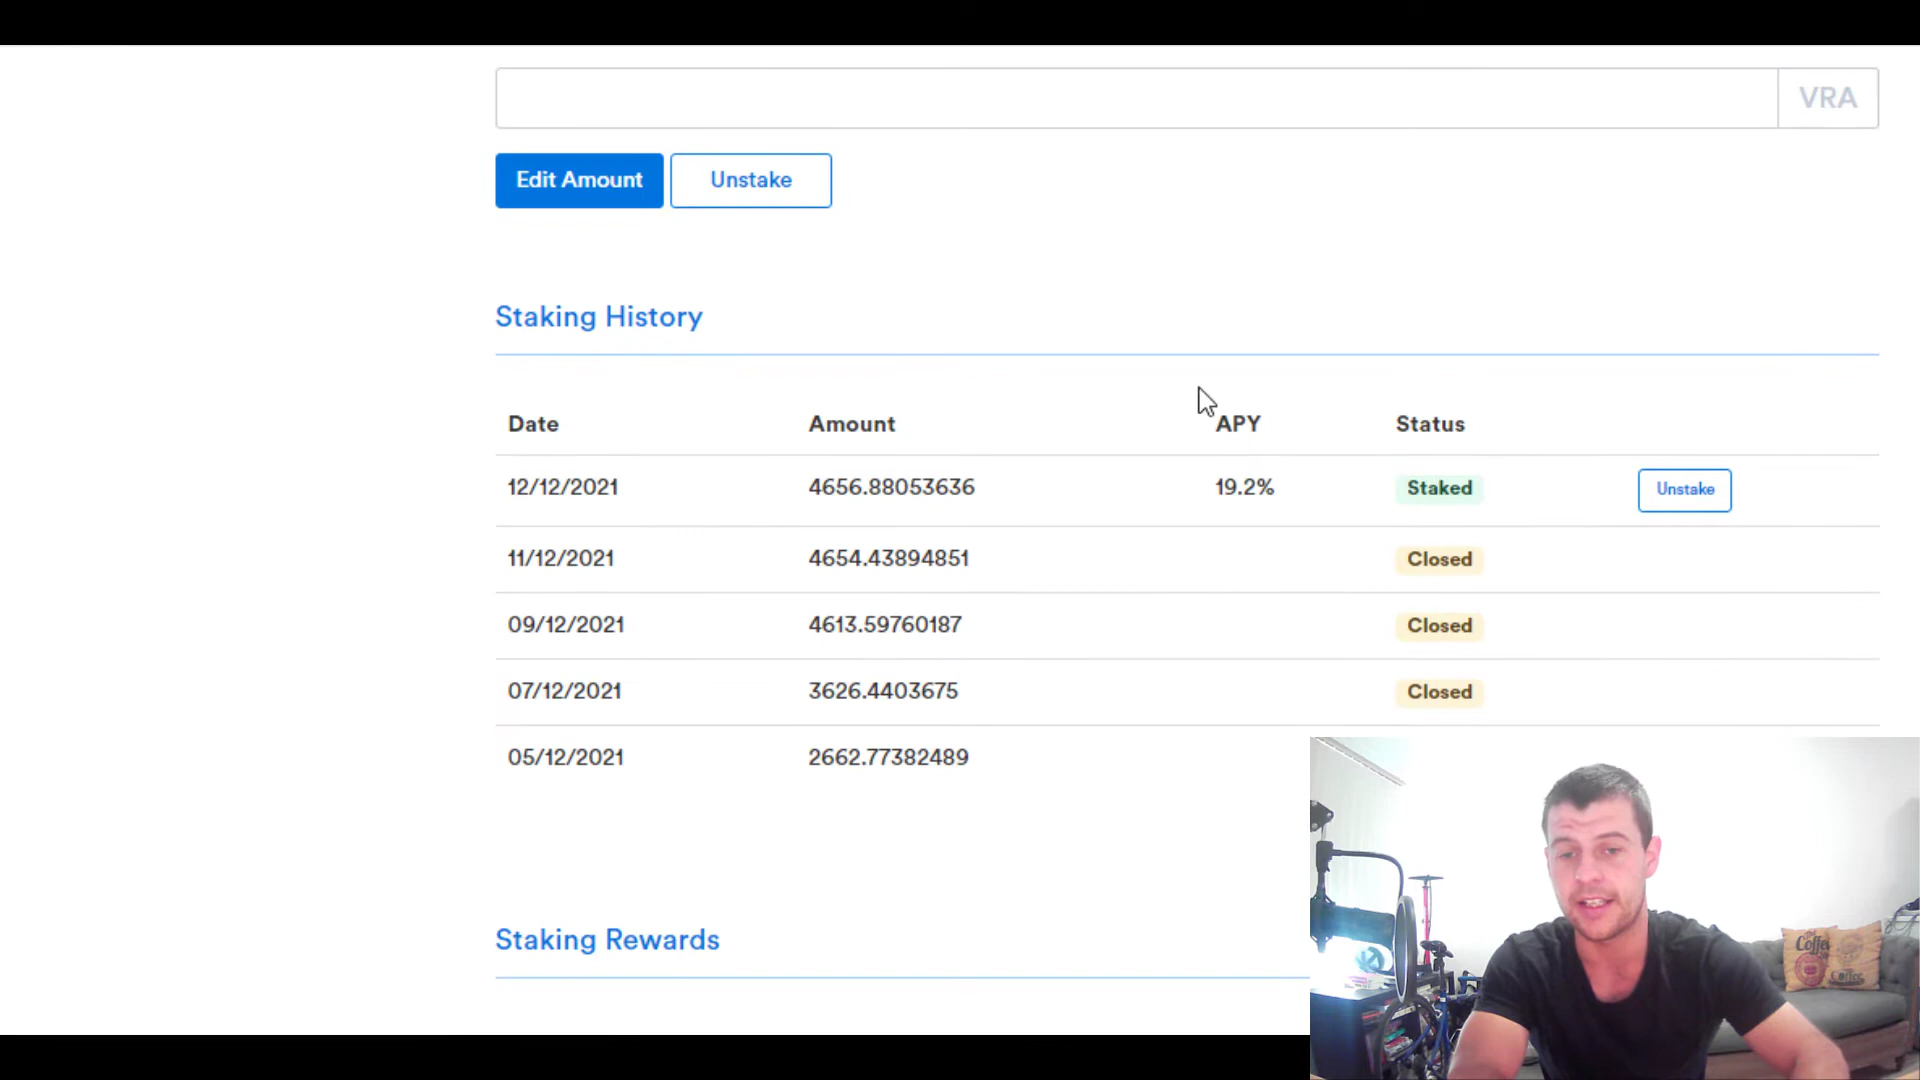 VRA
Edit Amount Unstake
Staking History
Date Amount APY Status
12/12/2021 4656.88053636 19.2% Staked Unstake
11/12/2021 4654.43894851 Closed
09/12/2021 4613.59760187 Closed
07/12/2021 3626.4403675 Closed
05/12/2021 2662.77382489
Staking Rewards
Coffee
Coffee